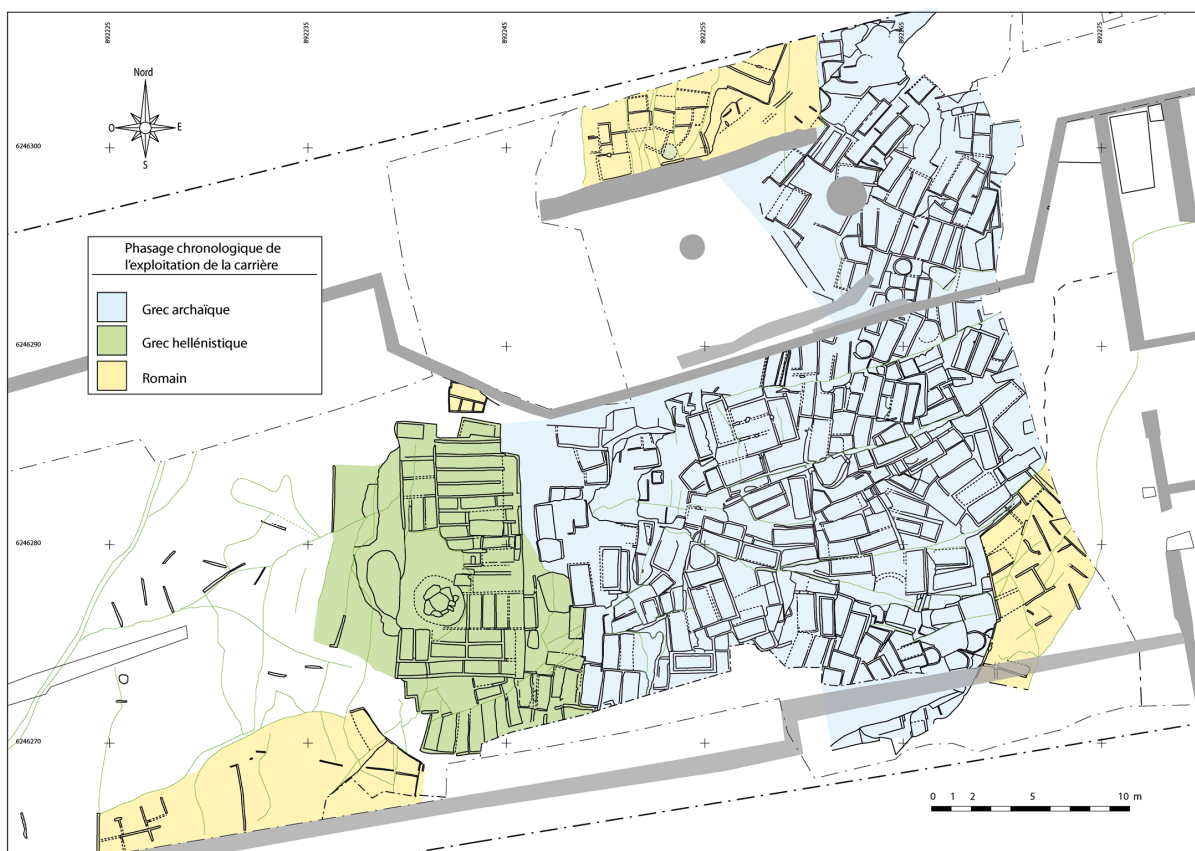 892225
892235
892245
892255
892265
892275
Nord
O
E
S
6246300
Phasage chronologique de
l'exploitation de la carrière
Grec archaïque
Grec hellénistique
Romain
6246290
6246280
6246270
0 1 2 5 10 m